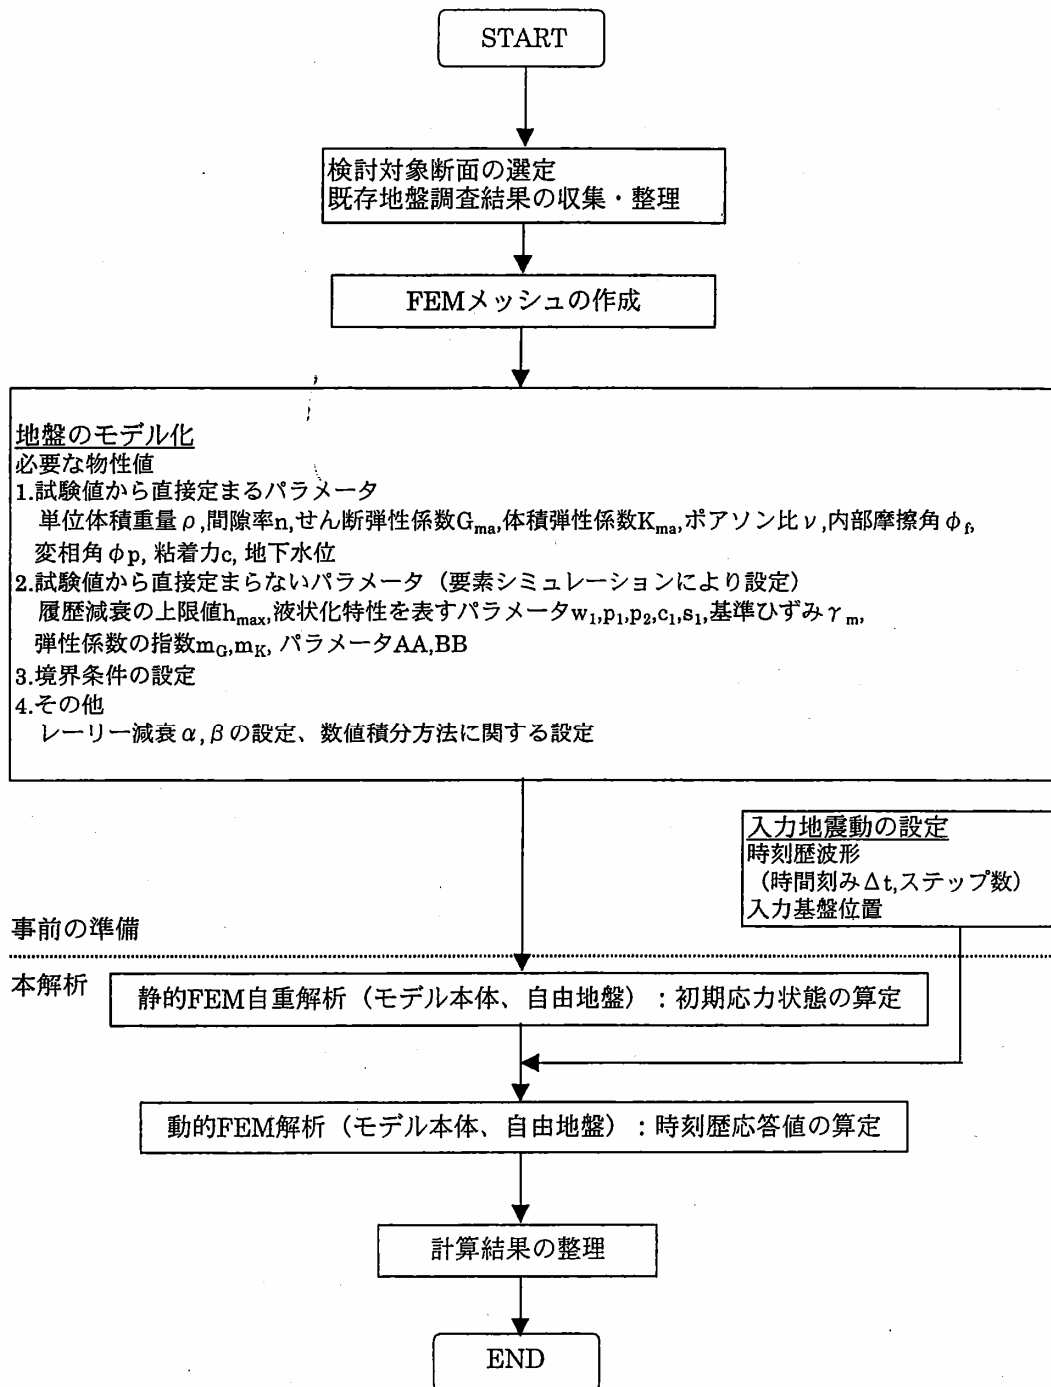 START
検討対象断面の選定
既存地盤調査結果の収集・整理
FEMメッシュの作成
地盤のモデル化
必要な物性値
1.試験値から直接定まるパラメータ
単位体積重量ρ,間隙率n,せん断弾性係数Gma,体積弾性係数Kma,ポアソン比ν,内部摩擦角φf,
変相角φp, 粘着力c, 地下水位
2.試験値から直接定まらないパラメータ（要素シミュレーションにより設定）
履歴減衰の上限値hmax,液状化特性を表すパラメータw1,p1,p2,c1,s1,基準ひずみγm,
弾性係数の指数mG,mK, パラメータAA,BB
3.境界条件の設定
4.その他
レーリー減衰α,βの設定、数値積分方法に関する設定
入力地震動の設定
時刻歴波形
（時間刻みΔt,ステップ数）
入力基盤位置
事前の準備
本解析
静的FEM自重解析（モデル本体、自由地盤）：初期応力状態の算定
動的FEM解析（モデル本体、自由地盤）：時刻歴応答値の算定
計算結果の整理
END